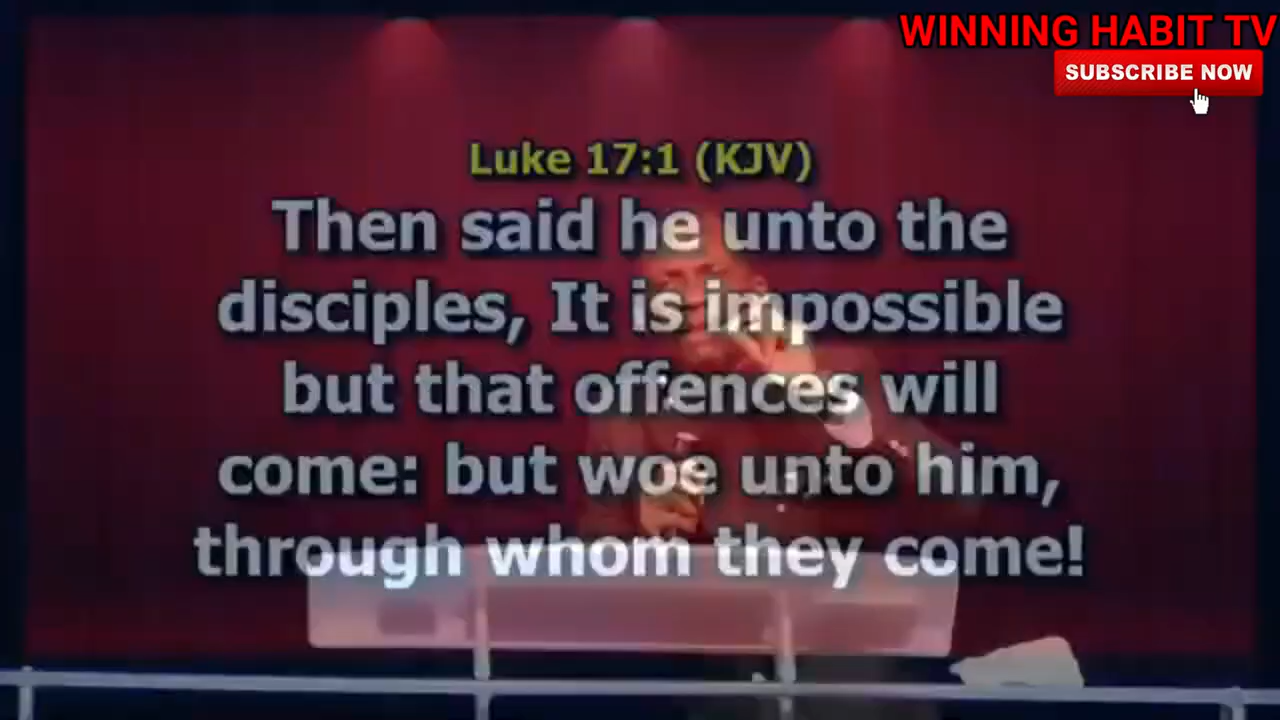 WINNING HABIT TV
SUBSCRIBE NOW
Luke 17:1 (KJV)
Then said he unto the
disciples, It is impossible
but that offences will
come: but woe unto him,
through whom they come!